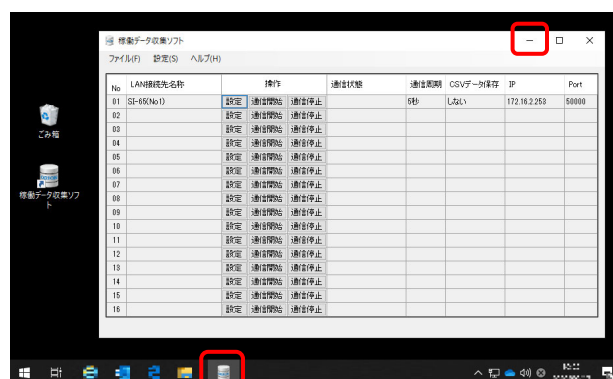 稼働データ収集ソフト
ファイル(F) 設定(S) ヘルプ(H)
No LAN接続先名称 操作 通信状態 通信周期 CSVデータ保存 IP Port
01 SI-65(No1) 設定 通信開始 通信停止 5秒 しない 172.16.2.253 50000
02 設定 通信開始 通信停止
03 設定 通信開始 通信停止
04 設定 通信開始 通信停止
05 設定 通信開始 通信停止
06 設定 通信開始 通信停止
07 設定 通信開始 通信停止
08 設定 通信開始 通信停止
09 設定 通信開始 通信停止
10 設定 通信開始 通信停止
11 設定 通信開始 通信停止
12 設定 通信開始 通信停止
13 設定 通信開始 通信停止
14 設定 通信開始 通信停止
15 設定 通信開始 通信停止
16 設定 通信開始 通信停止
ごみ箱
稼働データ収集ソフ
ト